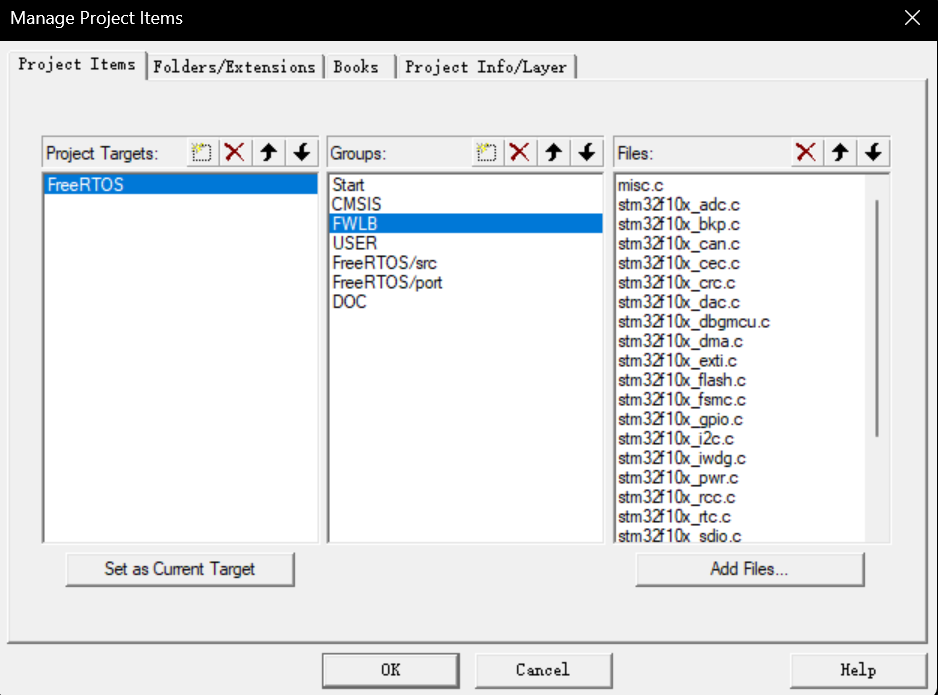 Manage Project Items
Project Items
Folders/Extensions
Books
Project Info/Layer
Project Targets:
FreeRTOS
Set as Current Target
Groups:
Start
CMSIS
FWLB
USER
FreeRTOS/src
FreeRTOS/port
DOC
Files:
misc.c
stm32f10x_adc.c
stm32f10x_bkp.c
stm32f10x_can.c
stm32f10x_cec.c
stm32f10x_crc.c
stm32f10x_dac.c
stm32f10x_dbgmcu.c
stm32f10x_dma.c
stm32f10x_exti.c
stm32f10x_flash.c
stm32f10x_fsmc.c
stm32f10x_gpio.c
stm32f10x_i2c.c
stm32f10x_iwdg.c
stm32f10x_pwr.c
stm32f10x_rcc.c
stm32f10x_rtc.c
stm32f10x_sdio.c
Add Files...
OK
Cancel
Help